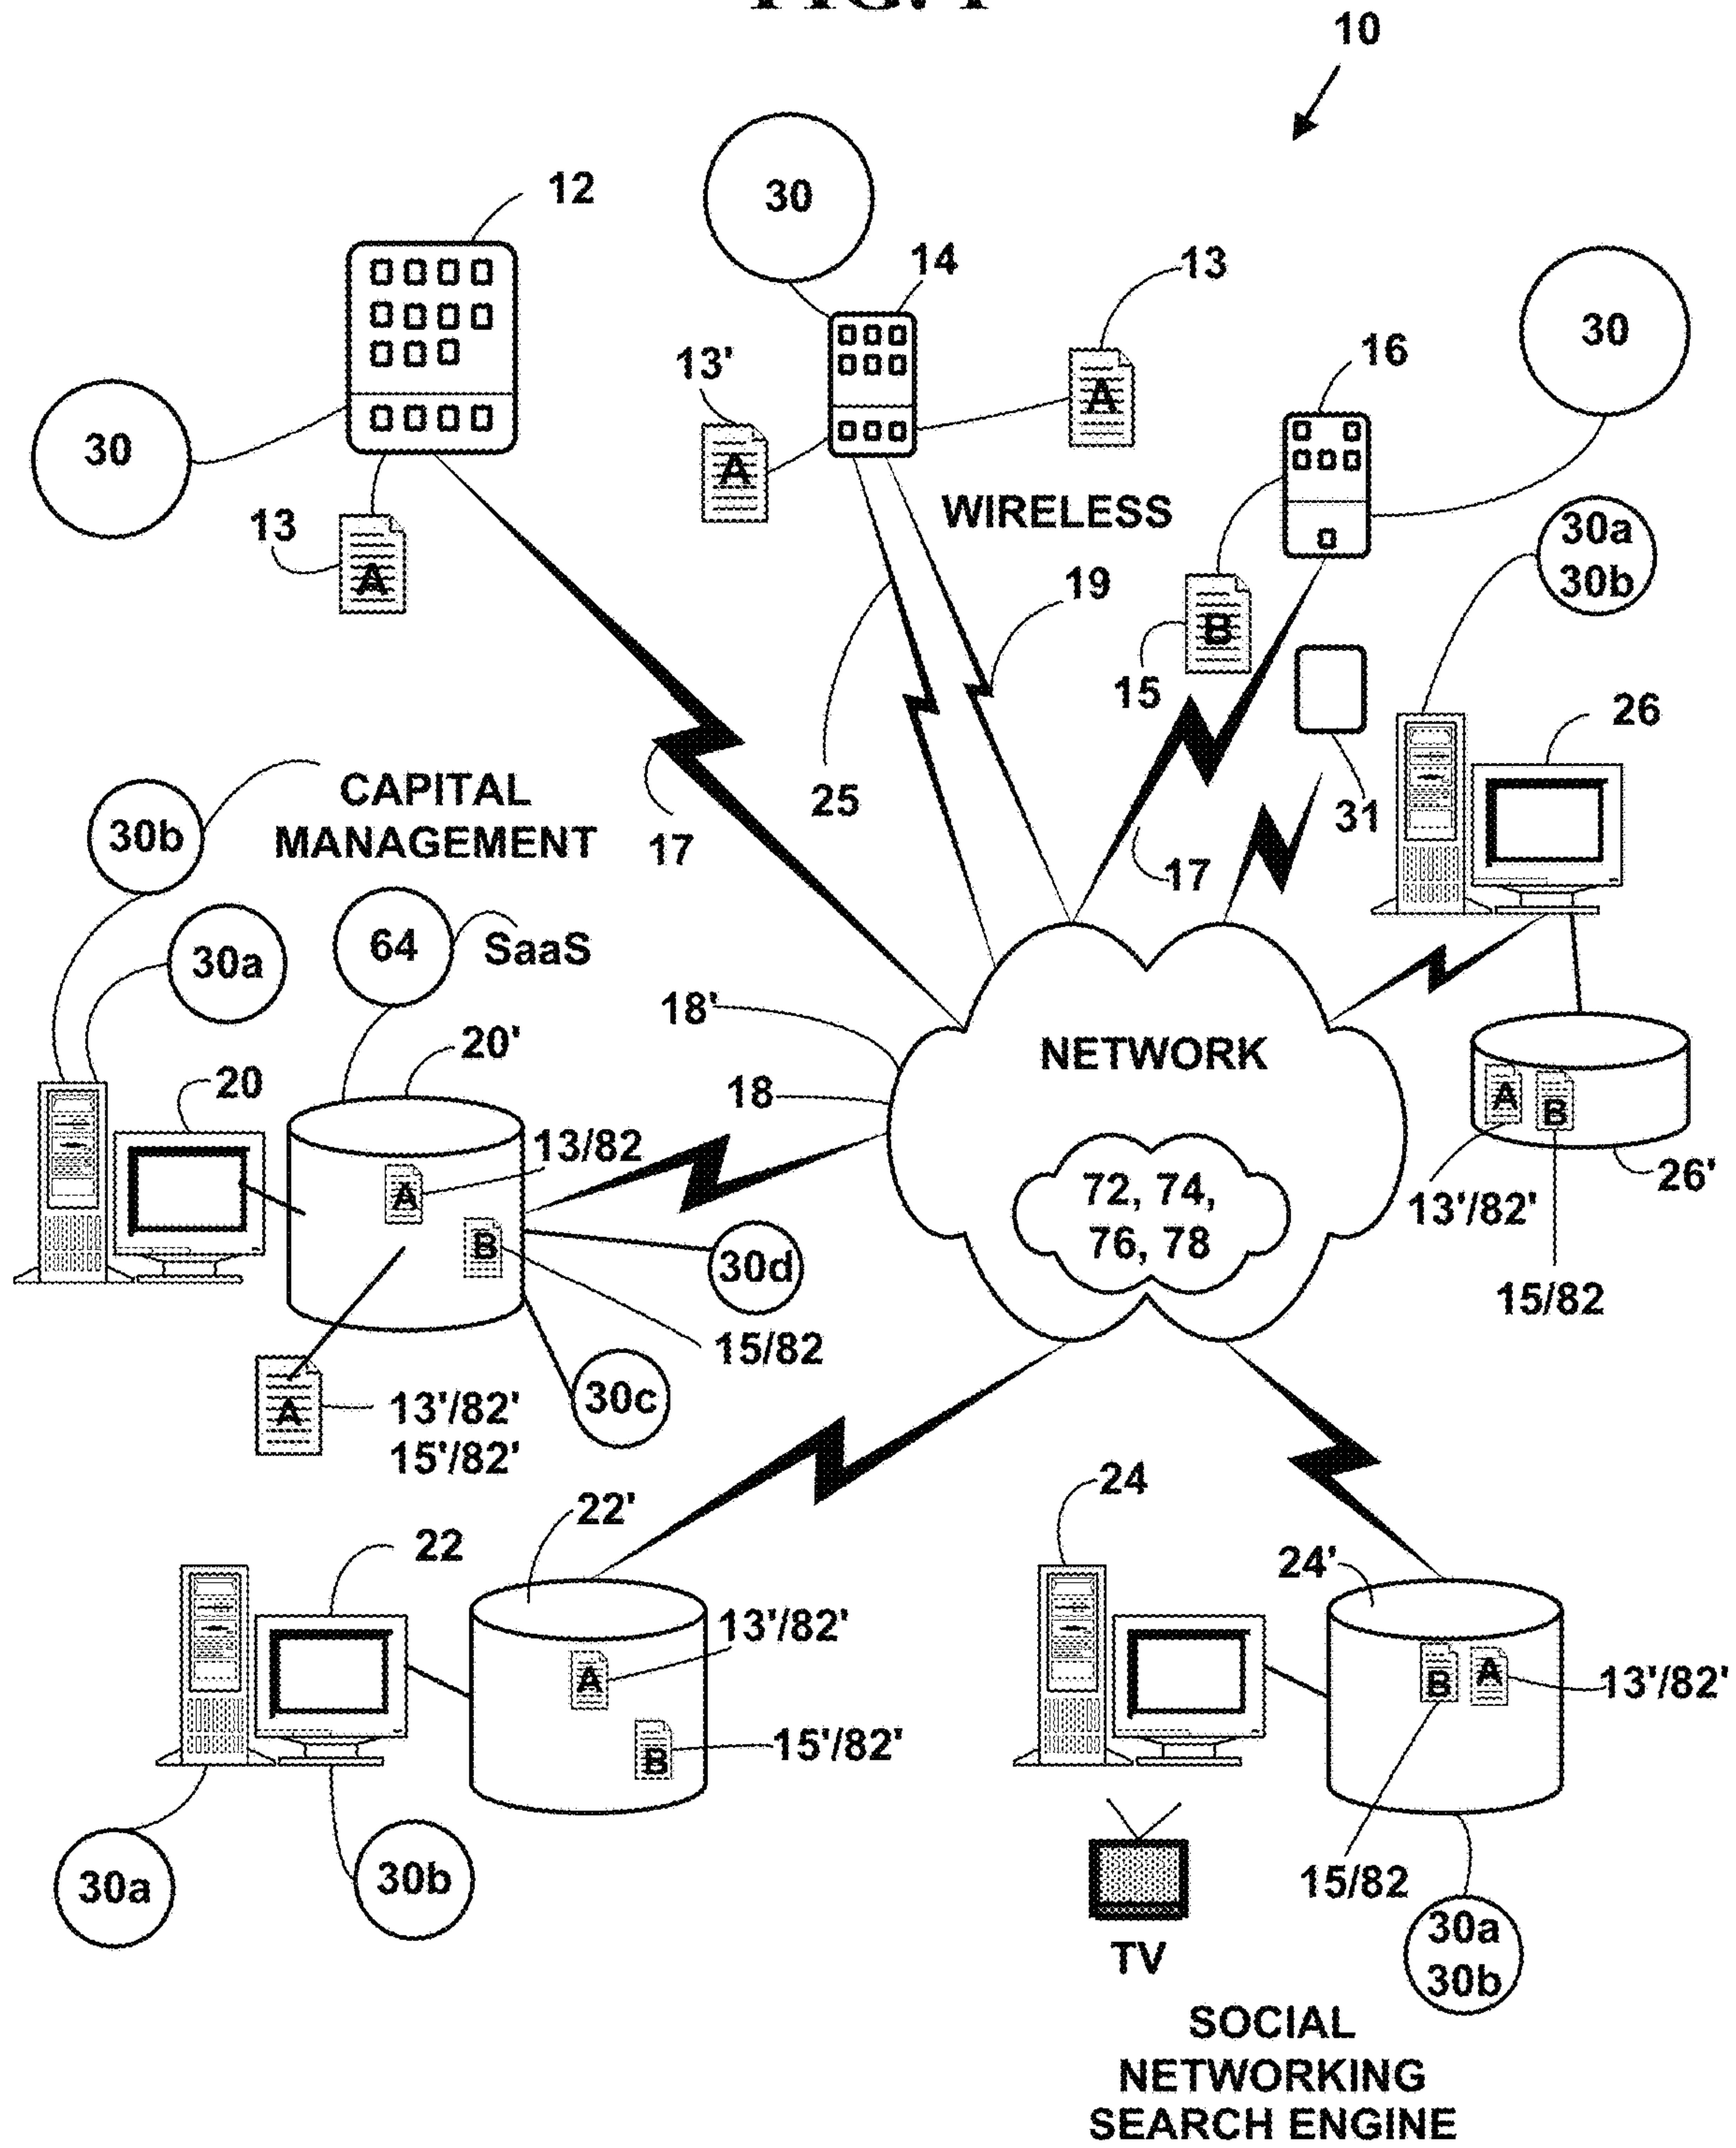 FIG. 1
10
12
30
14
13
30
16
13'
A
A
30
13
A
WIRELESS
30a
30b
19
B
15
31
26
25
17
17
CAPITAL
MANAGEMENT
30b
64
SaaS
30a
18'
20'
20
18
NETWORK
A
B
26'
13'/82'
15/82
13/82
A
B
72, 74,
76, 78
30d
15/82
30c
A
13'/82'
15'/82'
22'
22
24
24'
13'/82'
A
B
15'/82'
B
A
13'/82'
15/82
30a
30b
TV
30a
30b
SOCIAL
NETWORKING
SEARCH ENGINE